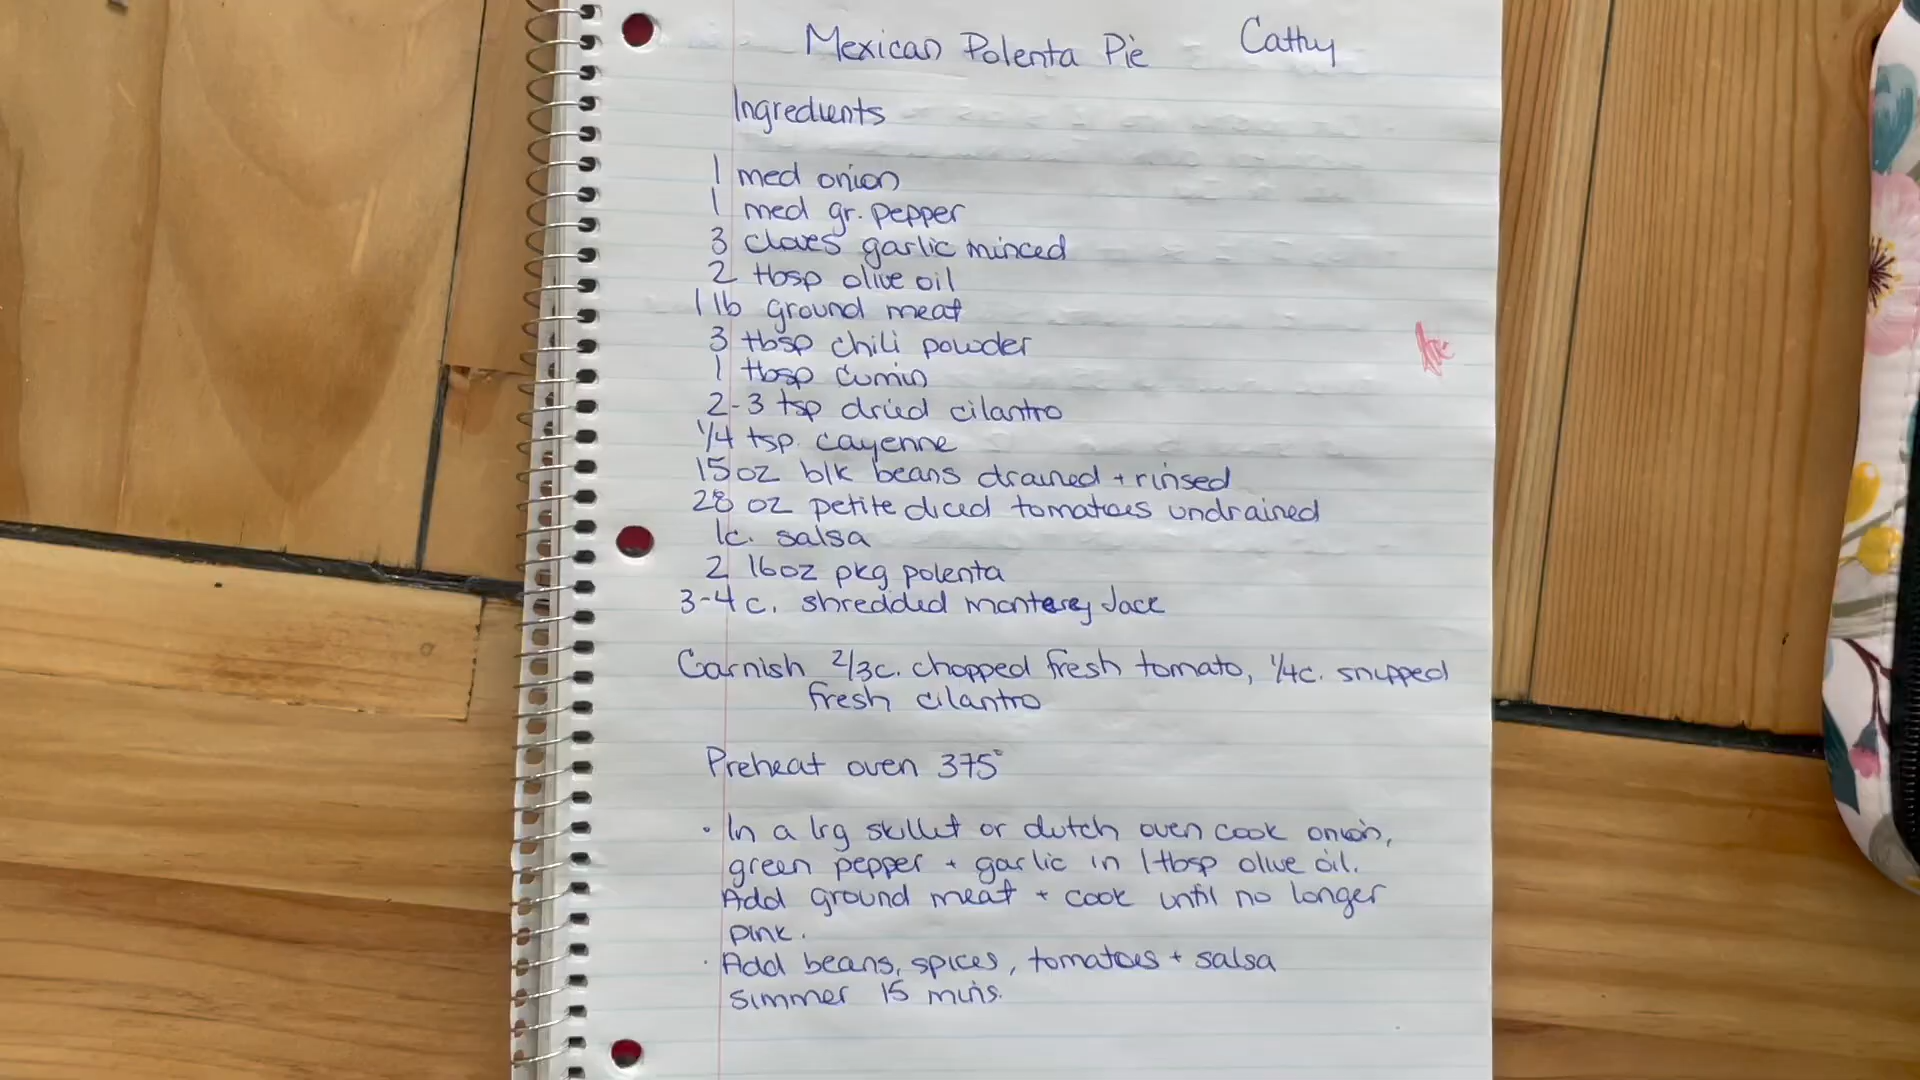 Mexican Polenta Pie Cathy
Ingredients
1 med onion
1 med gr. pepper
3 cloves garlic minced
2 tbsp olive oil
1 lb ground meat
3 tbsp chili powder
1 tbsp cumin
2-3 tsp dried cilantro
1/4 tsp. cayenne
15 oz blk beans drained + rinsed
28 oz petite diced tomatoes undrained
1c. salsa
2 16oz pkg polenta
3-4 c. shredded monterey Jack
Garnish 2/3c. chopped fresh tomato, 1/4c. snipped
fresh cilantro
Preheat oven 375°
· In a lrg skillet or dutch oven cook onion,
green pepper + garlic in 1 tbsp olive oil.
Add ground meat + cook until no longer
pink.
· Add beans, spices, tomatoes + salsa
simmer 15 mins.